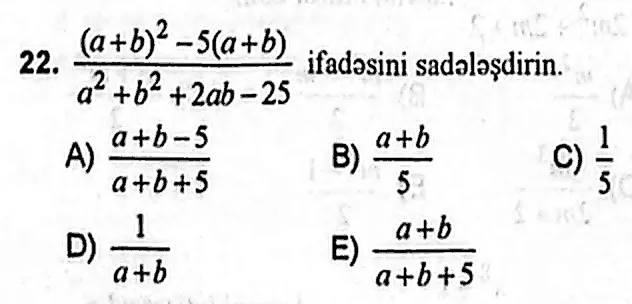 22. \frac{(a+b)^2-5(a+b)}{a^2+b^2+2ab-25} ifadəsini sadələşdirin.
A) \frac{a+b-5}{a+b+5} B) \frac{a+b}{5} C) \frac{1}{5}
D) \frac{1}{a+b} E) \frac{a+b}{a+b+5}